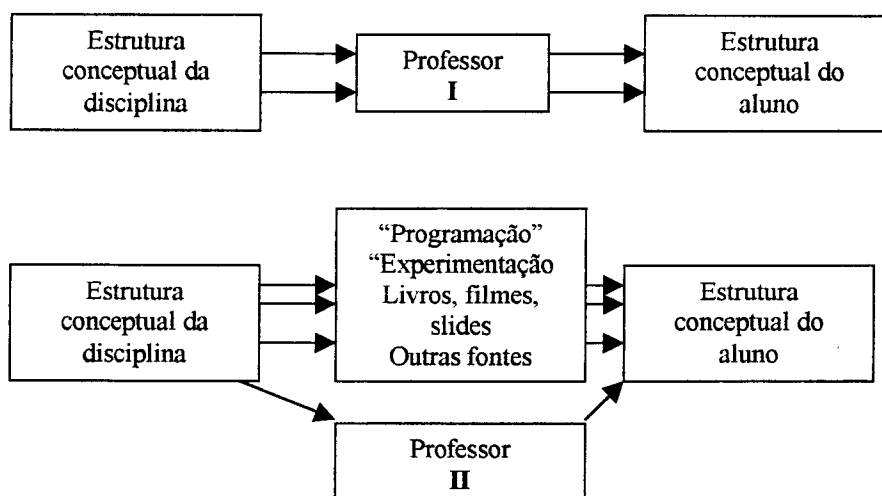 Estrutura
conceptual da
disciplina
Professor
I
Estrutura
conceptual do
aluno
Estrutura
conceptual da
disciplina
“Programação”
“Experimentação
Livros, filmes,
slides
Outras fontes
Estrutura
conceptual do
aluno
Professor
II